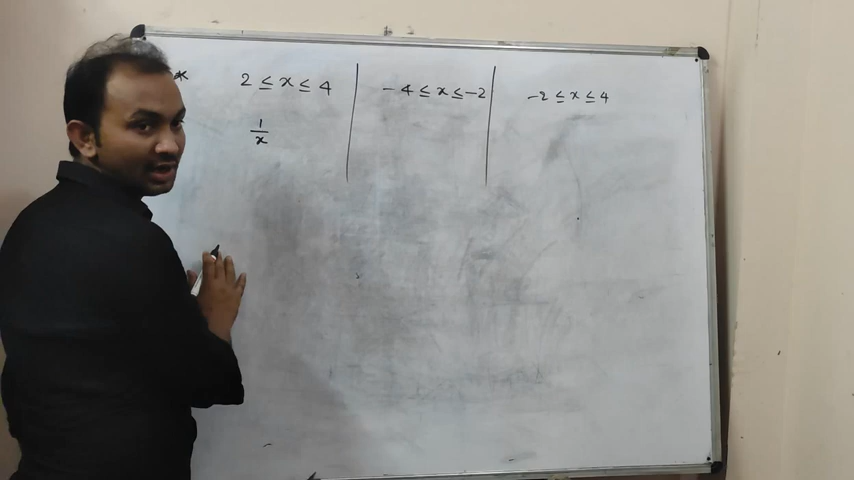 * 2 ≤ x ≤ 4 | -4 ≤ x ≤ -2 | -2 ≤ x ≤ 4
1/x